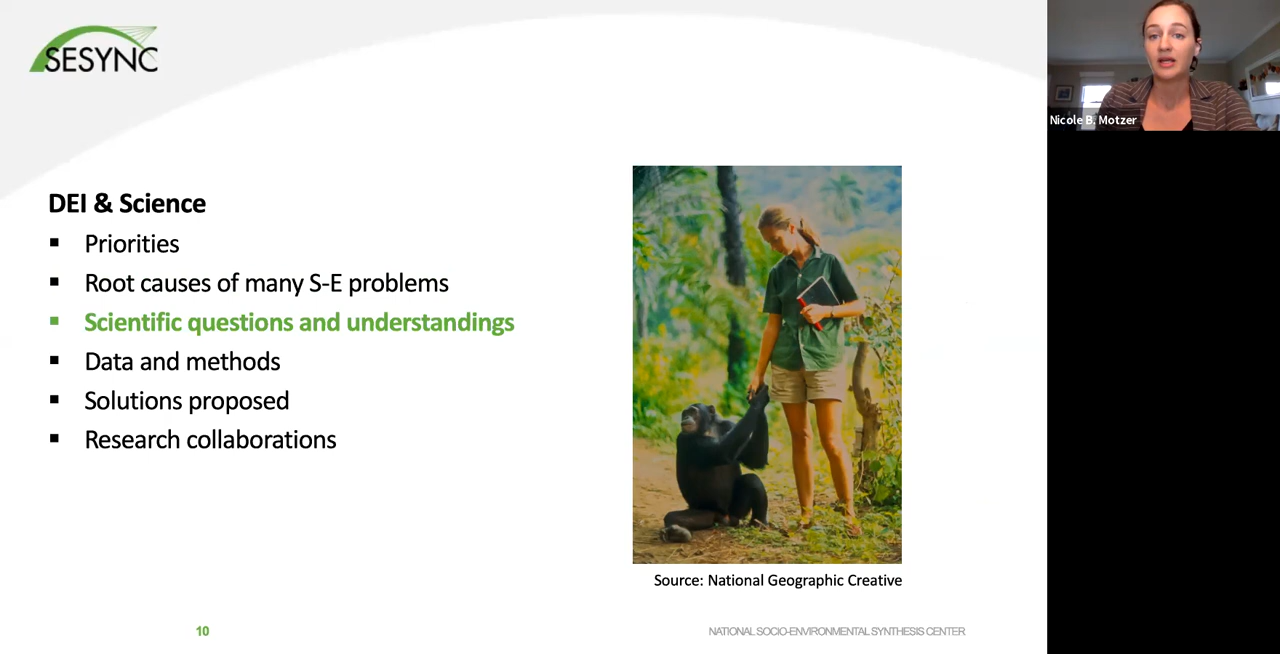 SESYNC
Nicole B. Motzer
DEI & Science
Priorities
Root causes of many S-E problems
Scientific questions and understandings
Data and methods
Solutions proposed
Research collaborations
Source: National Geographic Creative
10
NATIONAL SOCIO-ENVIRONMENTAL SYNTHESIS CENTER